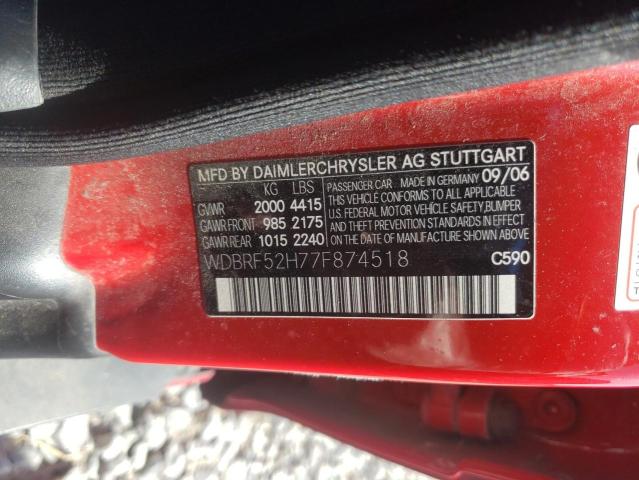 MFD BY DAIMLERCHRYSLER AG STUTTGART
KG LBS
GVWR 2000 4415
GAWR FRONT 985 2175
GAWR REAR 1015 2240
PASSENGER CAR MADE IN GERMANY 09/06
THIS VEHICLE CONFORMS TO ALL APPLICABLE
U.S. FEDERAL MOTOR VEHICLE SAFETY, BUMPER
AND THEFT PREVENTION STANDARDS IN EFFECT
ON THE DATE OF MANUFACTURE SHOWN ABOVE.
WDBRF52H77F874518 C590